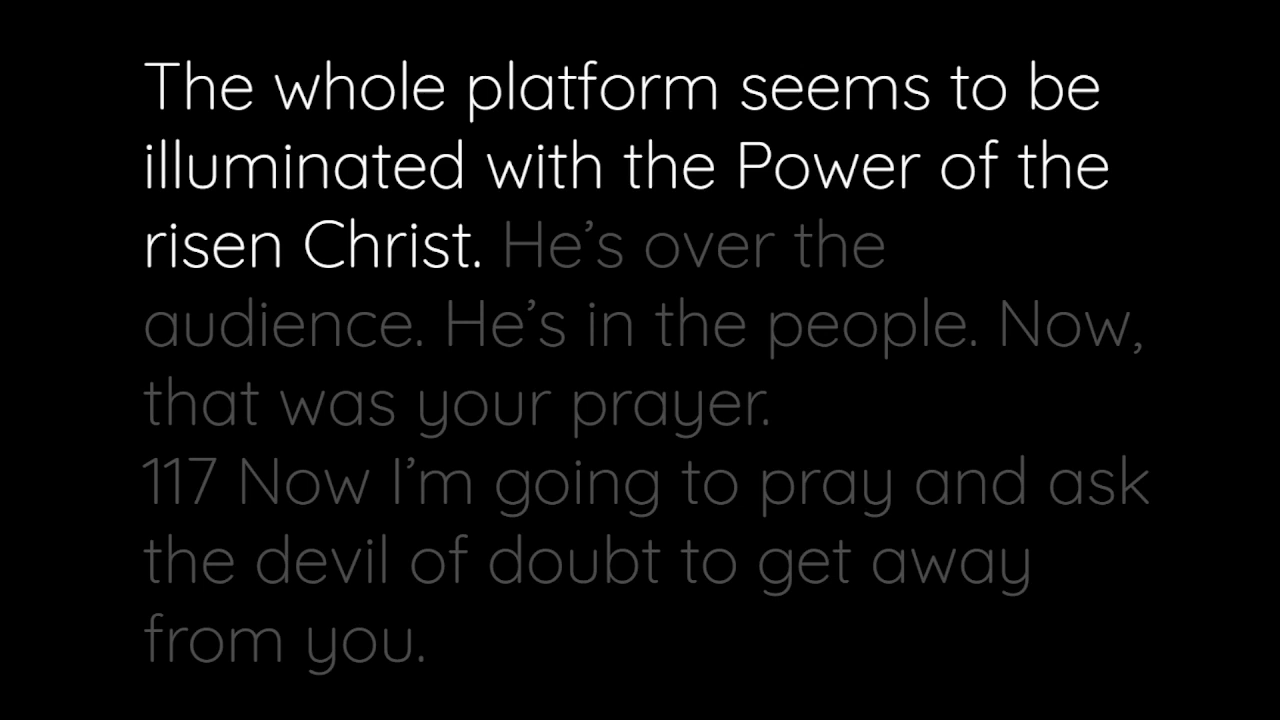 The whole platform seems to be
illuminated with the Power of the
risen Christ. He’s over the
audience. He’s in the people. Now,
that was your prayer.
117 Now I’m going to pray and ask
the devil of doubt to get away
from you.